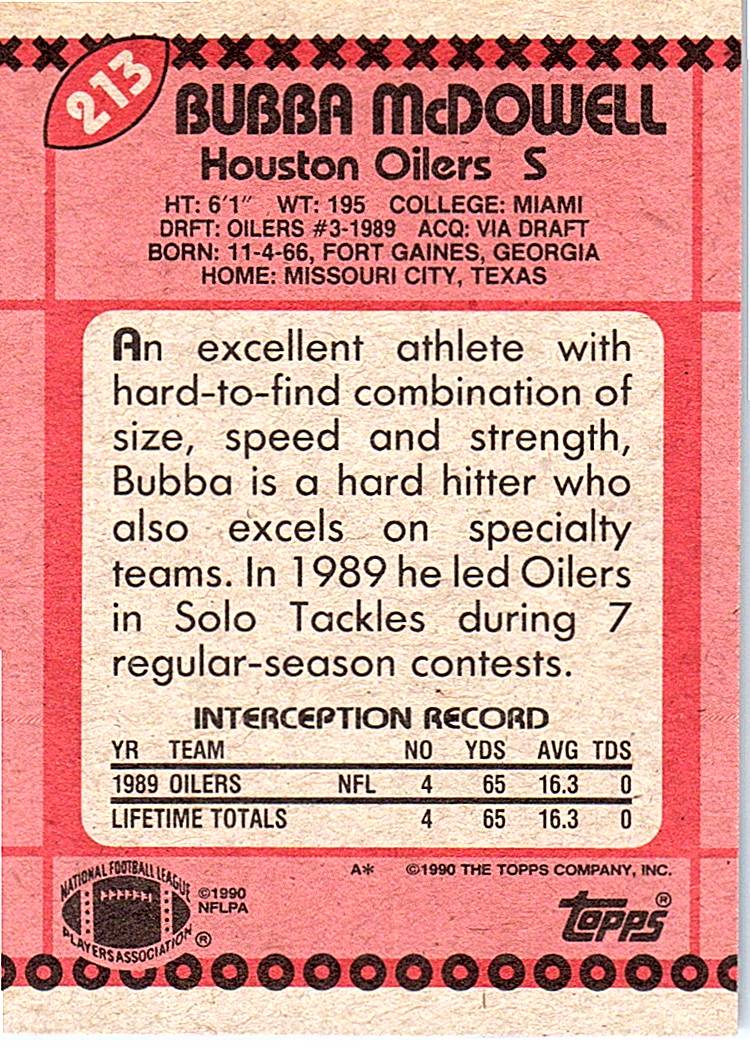 213
BUBBA McDOWELL
Houston Oilers S
HT: 6'1" WT: 195 COLLEGE: MIAMI
DRFT: OILERS #3-1989 ACQ: VIA DRAFT
BORN: 11-4-66, FORT GAINES, GEORGIA
HOME: MISSOURI CITY, TEXAS
An excellent athlete with
hard-to-find combination of
size, speed and strength,
Bubba is a hard hitter who
also excels on specialty
teams. In 1989 he led Oilers
in Solo Tackles during 7
regular-season contests.
INTERCEPTION RECORD
YR TEAM NO YDS AVG TDS
1989 OILERS NFL 4 65 16.3 0
LIFETIME TOTALS 4 65 16.3 0
A* ©1990 THE TOPPS COMPANY, INC.
NATIONAL FOOTBALL LEAGUE
PLAYERS ASSOCIATION ®
©1990
NFLPA
topps®